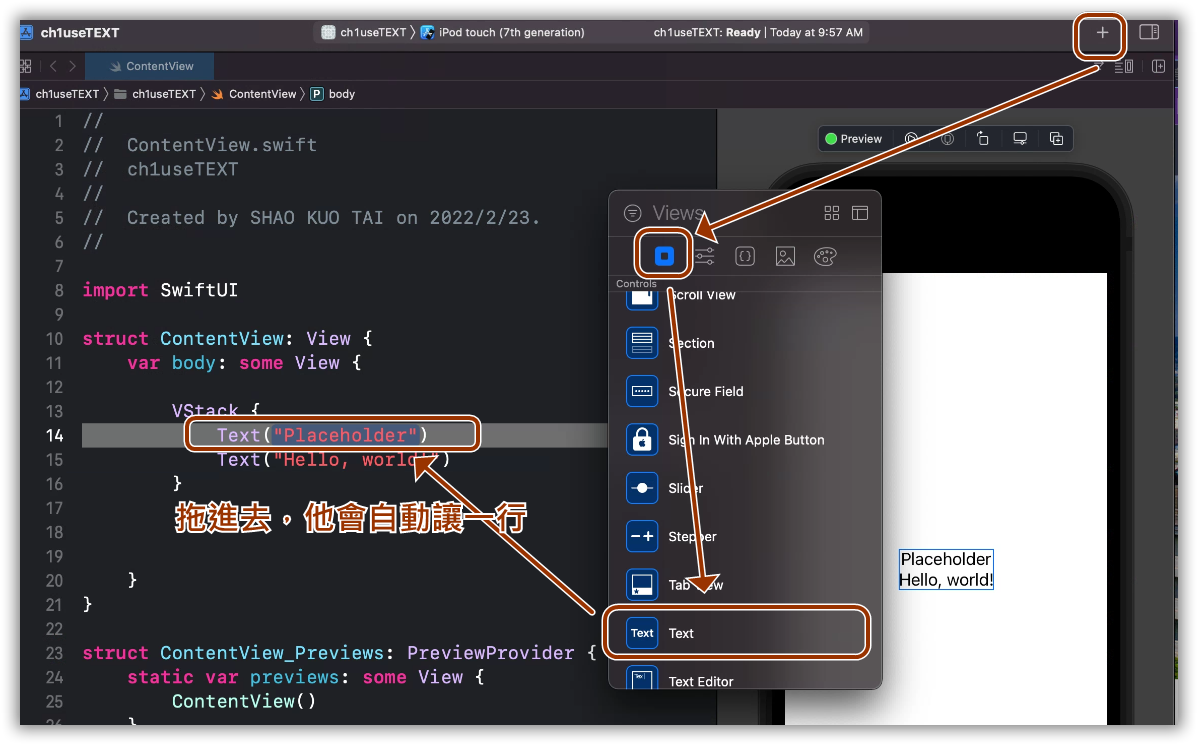 ch1useTEXT
ch1useTEXT 〉 iPod touch (7th generation)
ch1useTEXT: Ready | Today at 9:57 AM
ContentView
ch1useTEXT 〉 ch1useTEXT 〉 ContentView 〉 P body
1 //
2 // ContentView.swift
3 // ch1useTEXT
4 //
5 // Created by SHAO KUO TAI on 2022/2/23.
6 //
7
8 import SwiftUI
9
10 struct ContentView: View {
11 var body: some View {
12
13 VStack {
14 Text("Placeholder")
15 Text("Hello, world!")
16 }
17
拖進去，他會自動讓一行
18
19
20 }
21 }
22
23 struct ContentView_Previews: PreviewProvider {
24 static var previews: some View {
25 ContentView()
26 }
Preview
Views
Controls
Scroll View
Section
Secure Field
Sign In With Apple Button
Slider
Stepper
Tab View
Text Text
Text Editor
Placeholder
Hello, world!